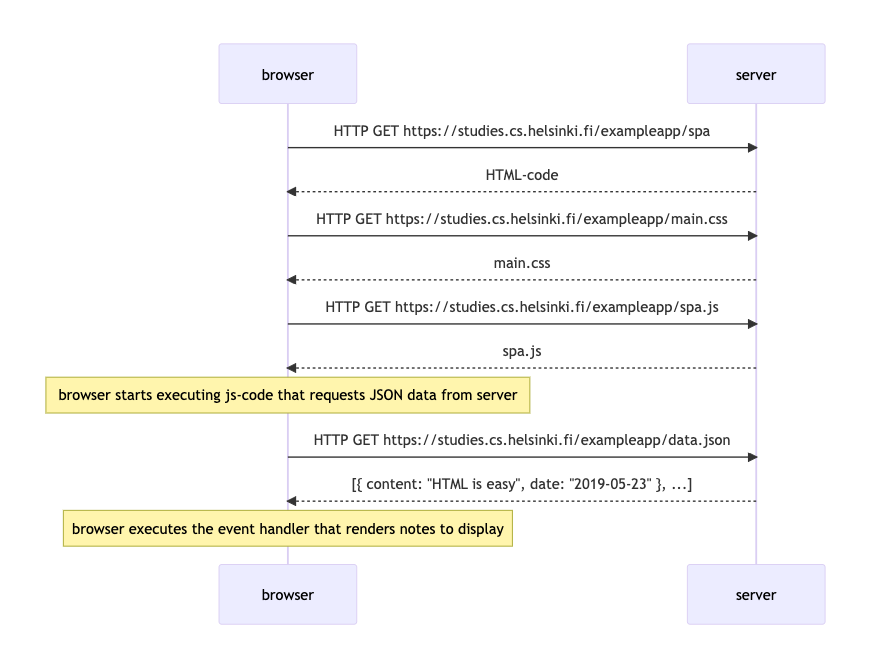 browser
server
HTTP GET https://studies.cs.helsinki.fi/exampleapp/spa
HTML-code
HTTP GET https://studies.cs.helsinki.fi/exampleapp/main.css
main.css
HTTP GET https://studies.cs.helsinki.fi/exampleapp/spa.js
spa.js
browser starts executing js-code that requests JSON data from server
HTTP GET https://studies.cs.helsinki.fi/exampleapp/data.json
[{ content: "HTML is easy", date: "2019-05-23" }, ...]
browser executes the event handler that renders notes to display
browser
server